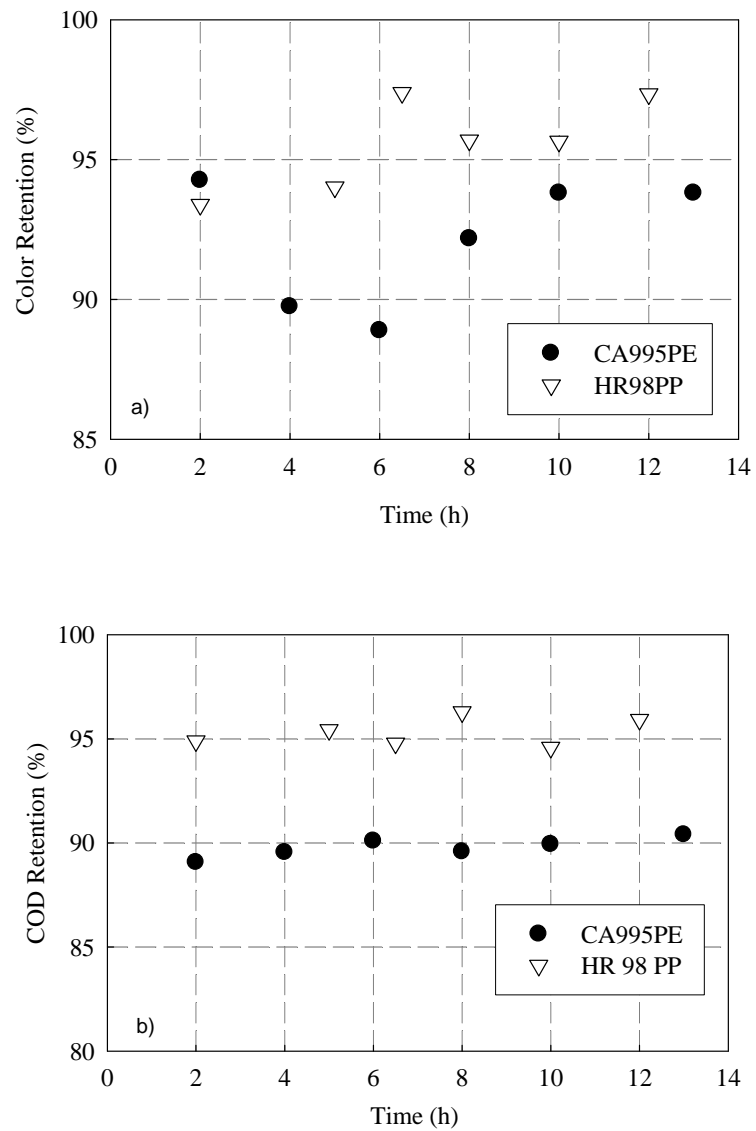 100
Color Retention (%)
95
90
CA995PE
HR98PP
a)
85
0 2 4 6 8 10 12 14
Time (h)
100
COD Retention (%)
95
90
85
CA995PE
HR 98 PP
b)
80
0 2 4 6 8 10 12 14
Time (h)